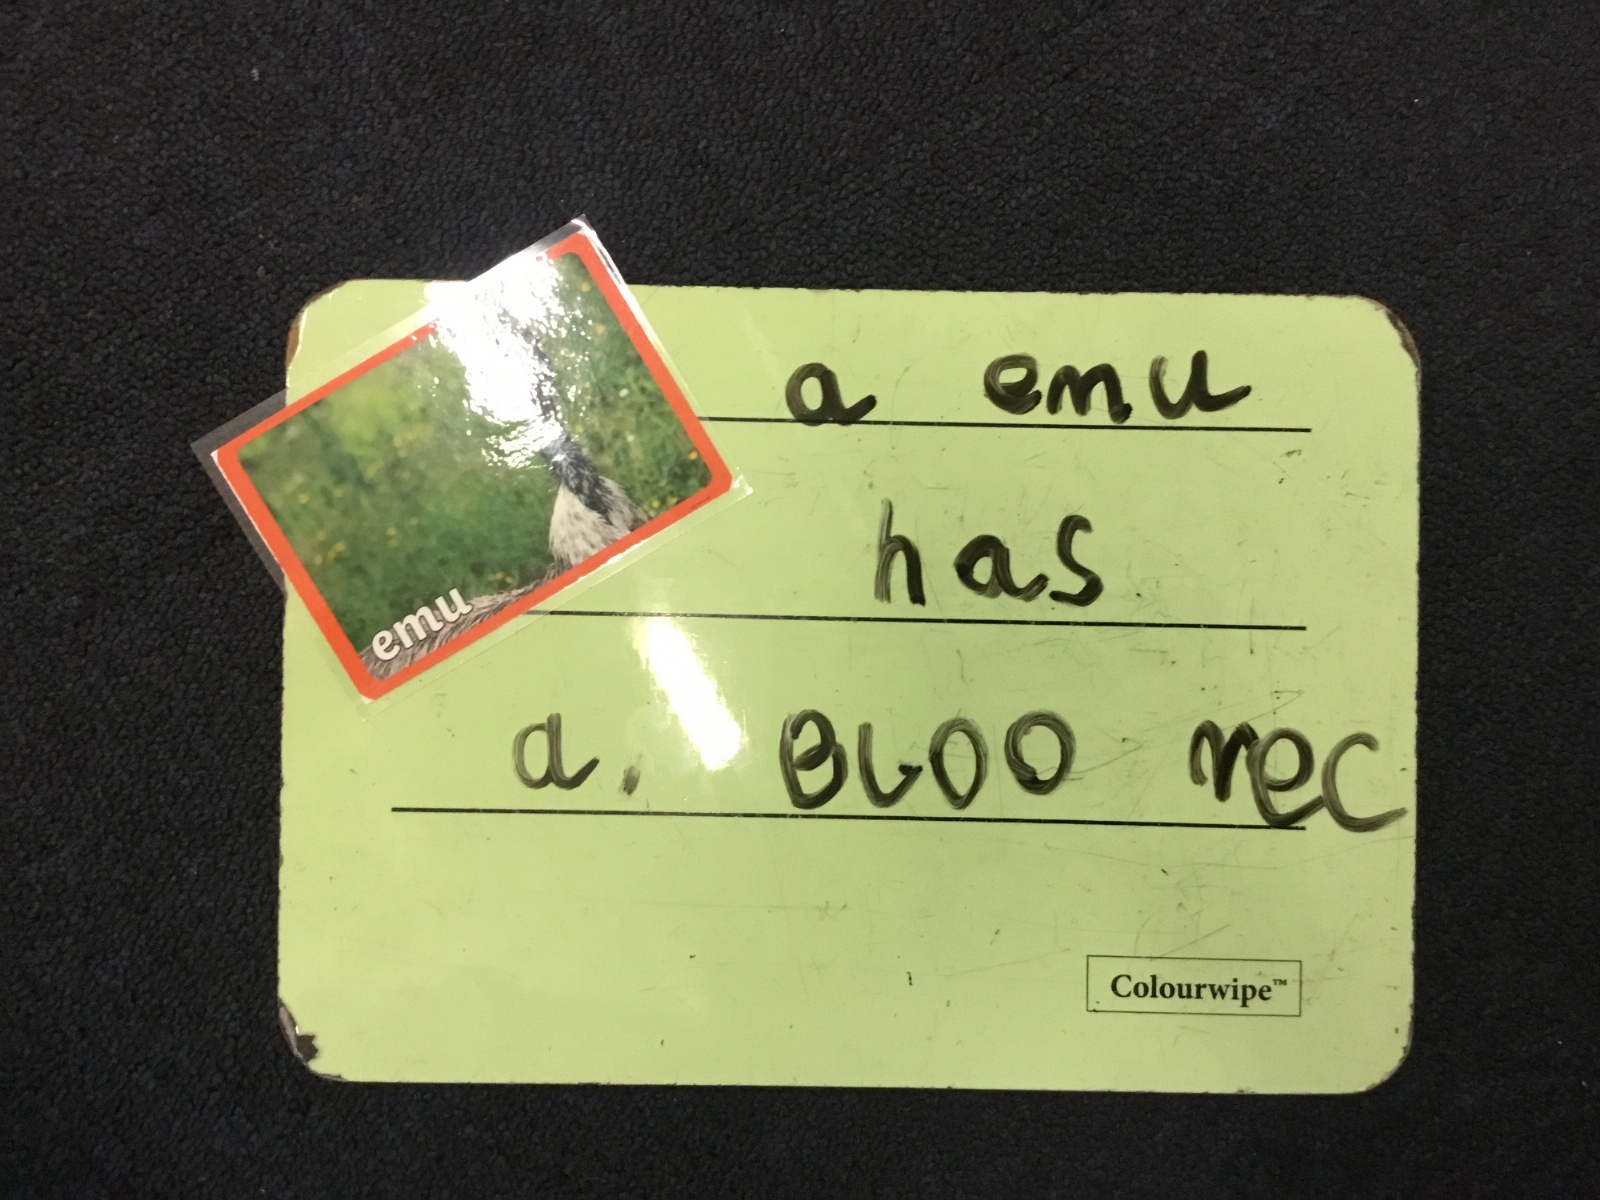 a emu
has
a. BLOO rec
emu
Colourwipe™